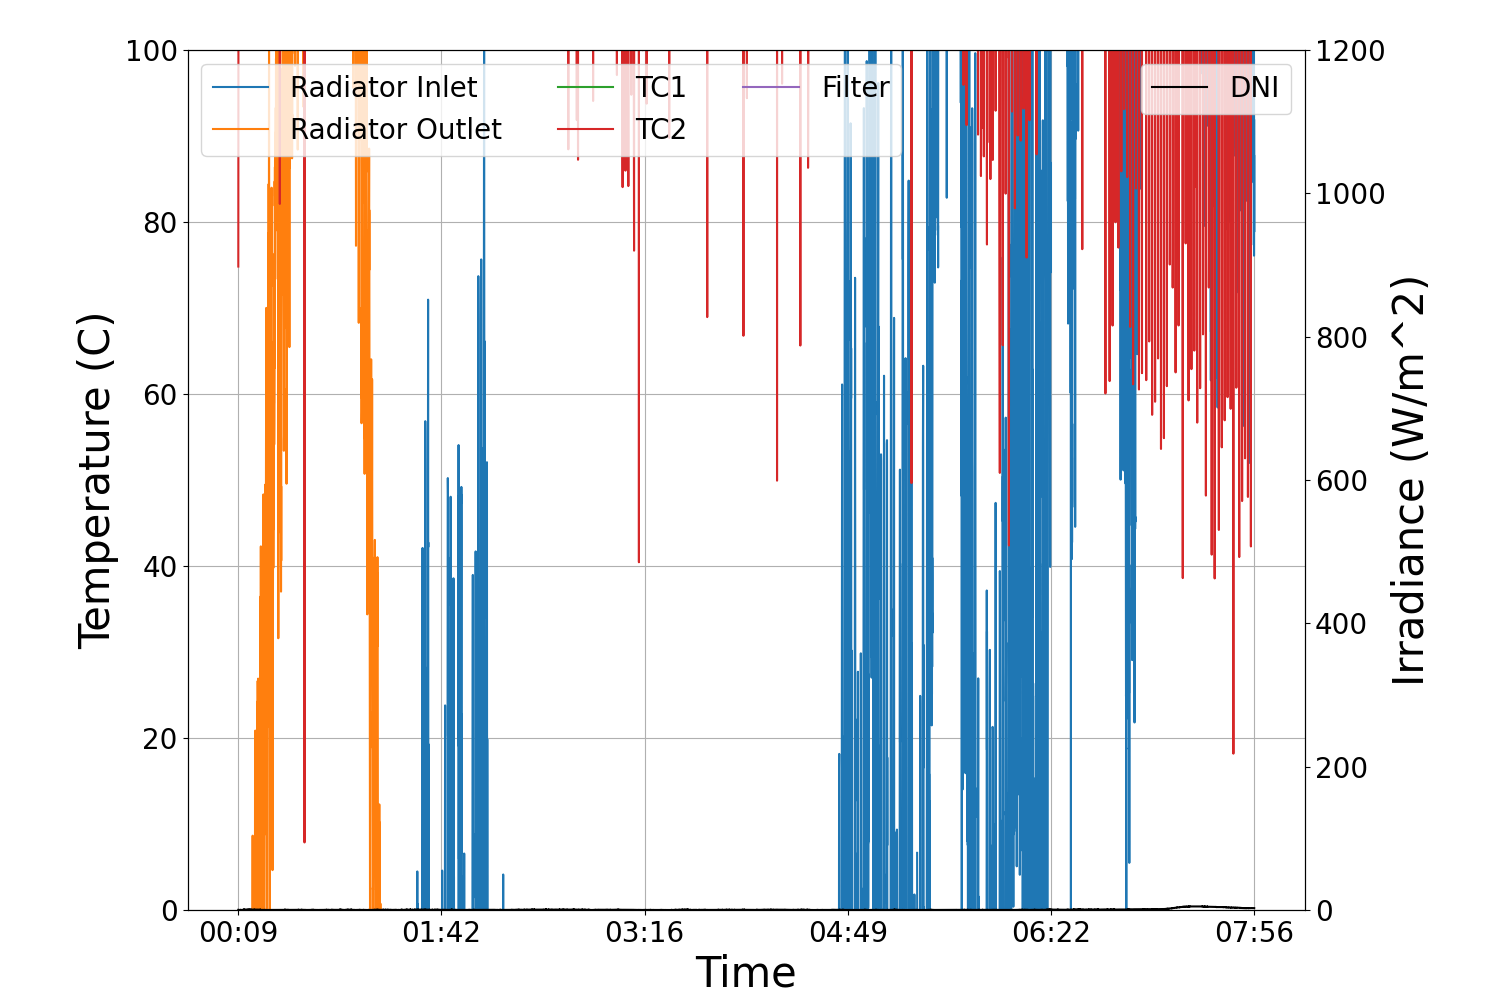 100
80
60
40
20
0
Temperature (C)
Radiator Inlet
Radiator Outlet
TC1
TC2
Filter
DNI
1200
1000
800
600
400
200
0
Irradiance (W/m^2)
00:09 01:42 03:16 04:49 06:22 07:56
Time